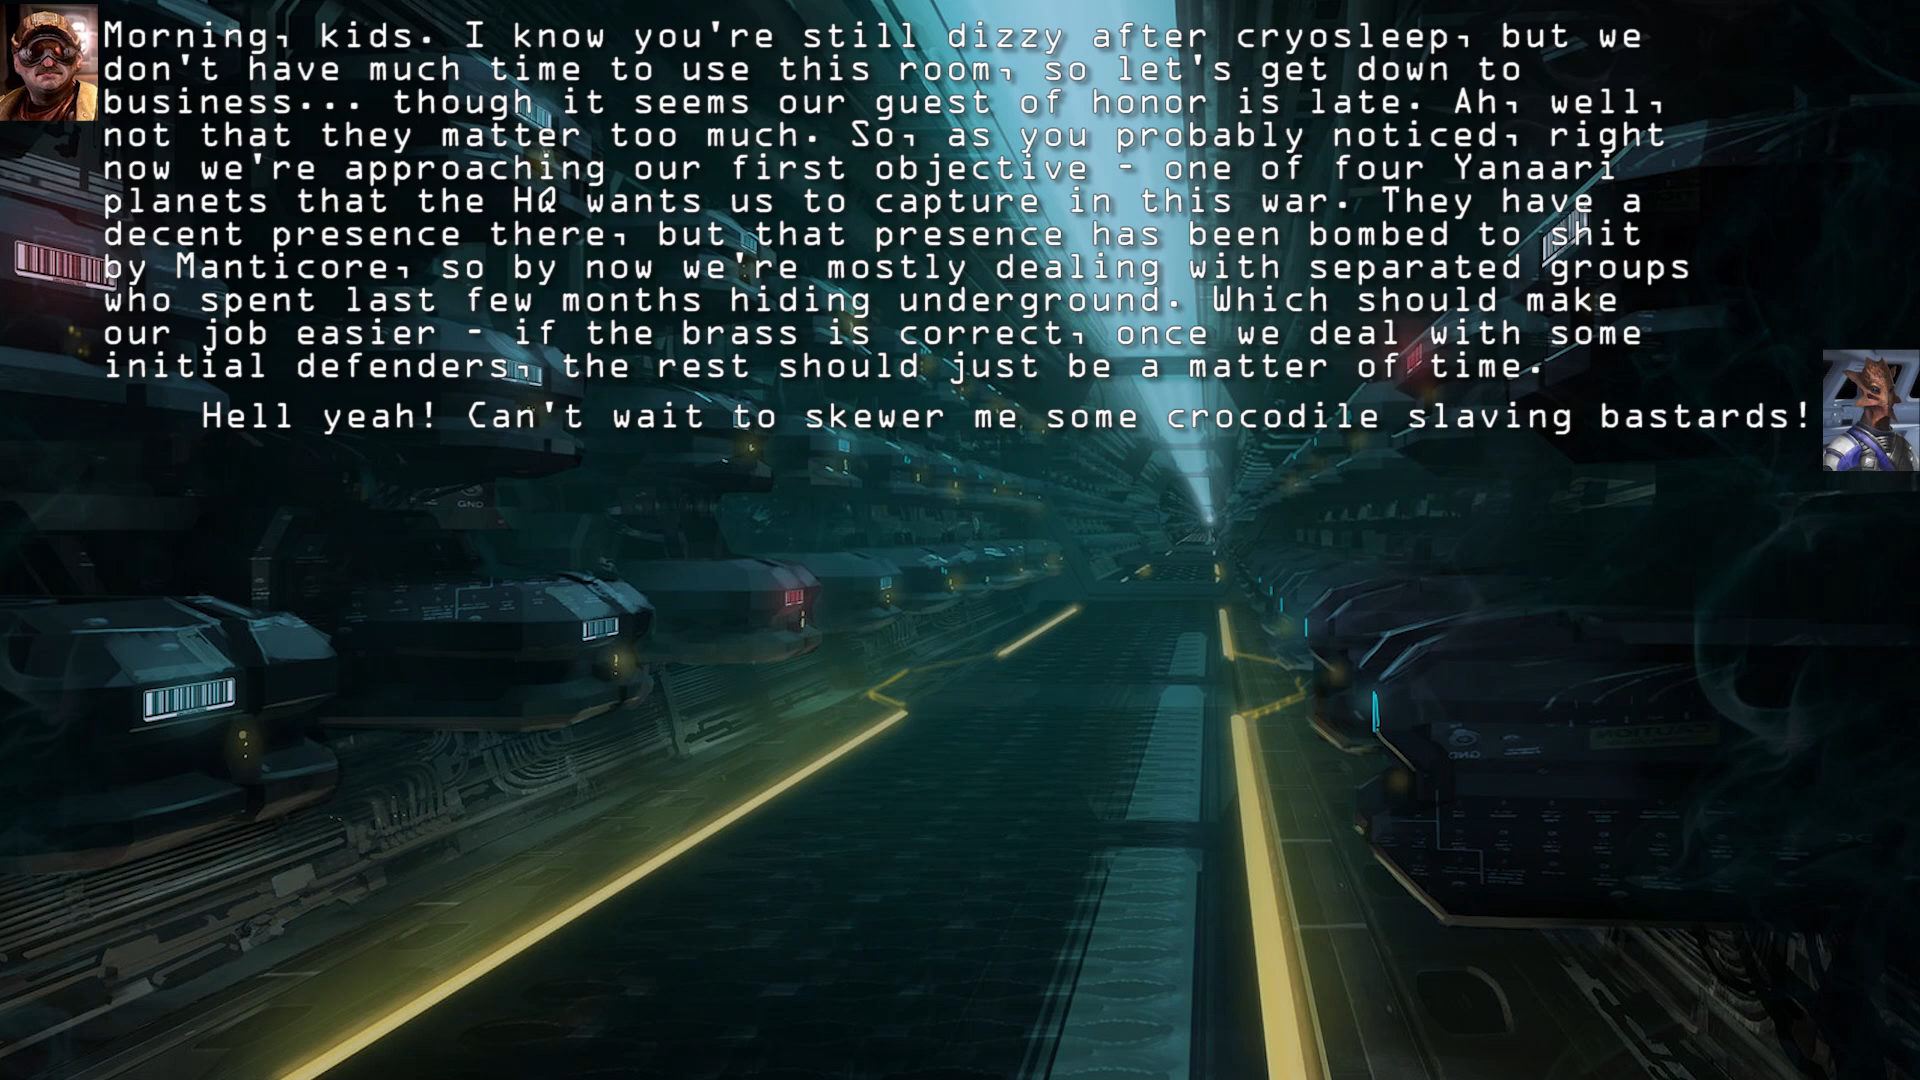 Morning, kids. I know you're still dizzy after cryosleep, but we
don't have much time to use this room, so let's get down to
business... though it seems our guest of honor is late. Ah, well,
not that they matter too much. So, as you probably noticed, right
now we're approaching our first objective - one of four Yanaari
planets that the HQ wants us to capture in this war. They have a
decent presence there, but that presence has been bombed to shit
by Manticore, so by now we're mostly dealing with separated groups
who spent last few months hiding underground. Which should make
our job easier - if the brass is correct, once we deal with some
initial defenders, the rest should just be a matter of time.
Hell yeah! Can't wait to skewer me some crocodile slaving bastards!
GND